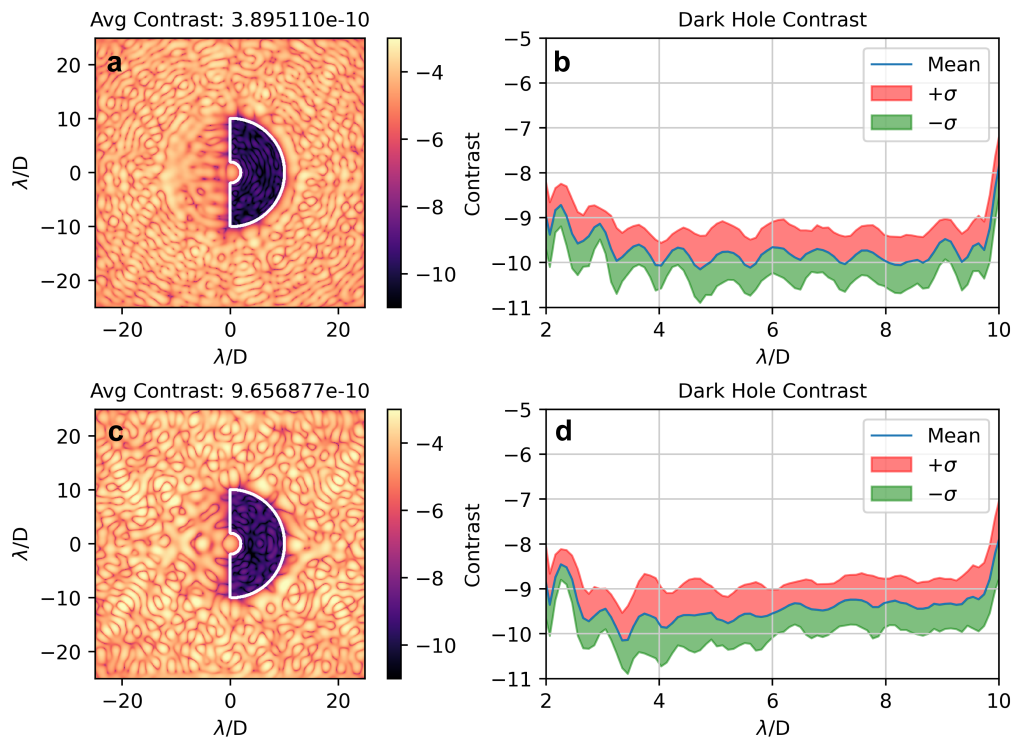 Avg Contrast: 3.895110e-10
a
λ/D
20
10
0
−10
−20
−20
0
20
λ/D
−4
−6
−8
−10
Dark Hole Contrast
b
Contrast
−5
−6
−7
−8
−9
−10
−11
2
4
6
8
10
λ/D
Mean
+σ
−σ
Avg Contrast: 9.656877e-10
c
λ/D
20
10
0
−10
−20
−20
0
20
λ/D
−4
−6
−8
−10
Dark Hole Contrast
d
Contrast
−5
−6
−7
−8
−9
−10
−11
2
4
6
8
10
λ/D
Mean
+σ
−σ